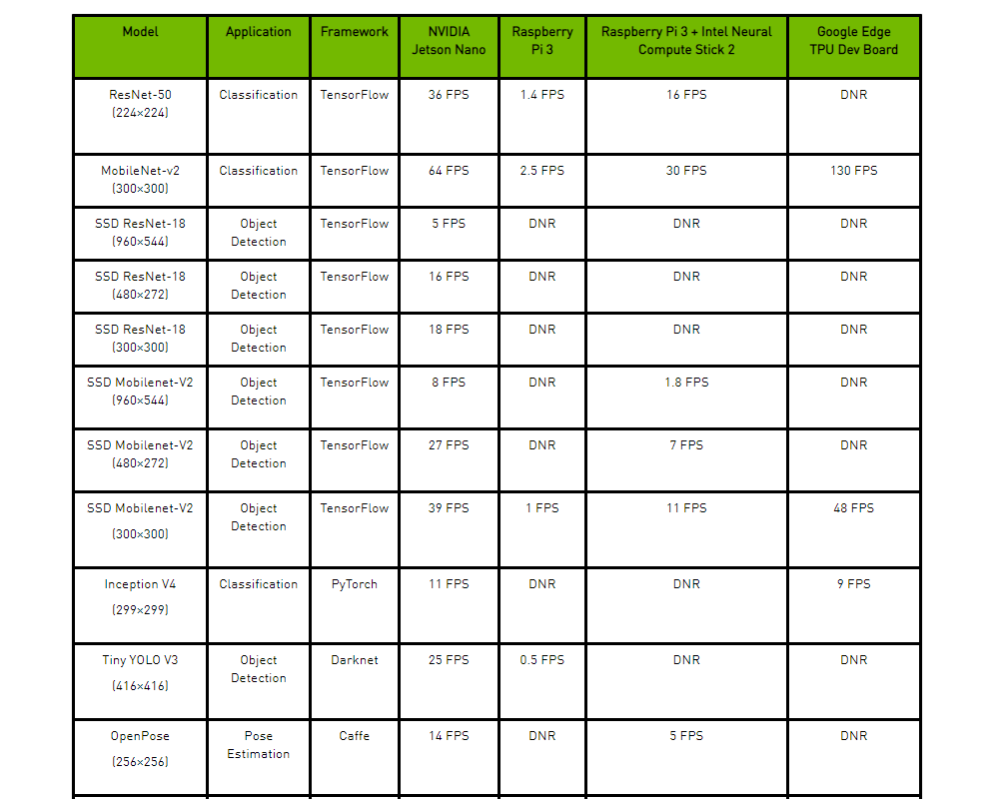 Model Application Framework NVIDIA Jetson Nano Raspberry Pi 3 Raspberry Pi 3 + Intel Neural Compute Stick 2 Google Edge TPU Dev Board
ResNet-50 (224×224) Classification TensorFlow 36 FPS 1.4 FPS 16 FPS DNR
MobileNet-v2 (300×300) Classification TensorFlow 64 FPS 2.5 FPS 30 FPS 130 FPS
SSD ResNet-18 (960×544) Object Detection TensorFlow 5 FPS DNR DNR DNR
SSD ResNet-18 (480×272) Object Detection TensorFlow 16 FPS DNR DNR DNR
SSD ResNet-18 (300×300) Object Detection TensorFlow 18 FPS DNR DNR DNR
SSD Mobilenet-V2 (960×544) Object Detection TensorFlow 8 FPS DNR 1.8 FPS DNR
SSD Mobilenet-V2 (480×272) Object Detection TensorFlow 27 FPS DNR 7 FPS DNR
SSD Mobilenet-V2 (300×300) Object Detection TensorFlow 39 FPS 1 FPS 11 FPS 48 FPS
Inception V4 (299×299) Classification PyTorch 11 FPS DNR DNR 9 FPS
Tiny YOLO V3 (416×416) Object Detection Darknet 25 FPS 0.5 FPS DNR DNR
OpenPose (256×256) Pose Estimation Caffe 14 FPS DNR 5 FPS DNR